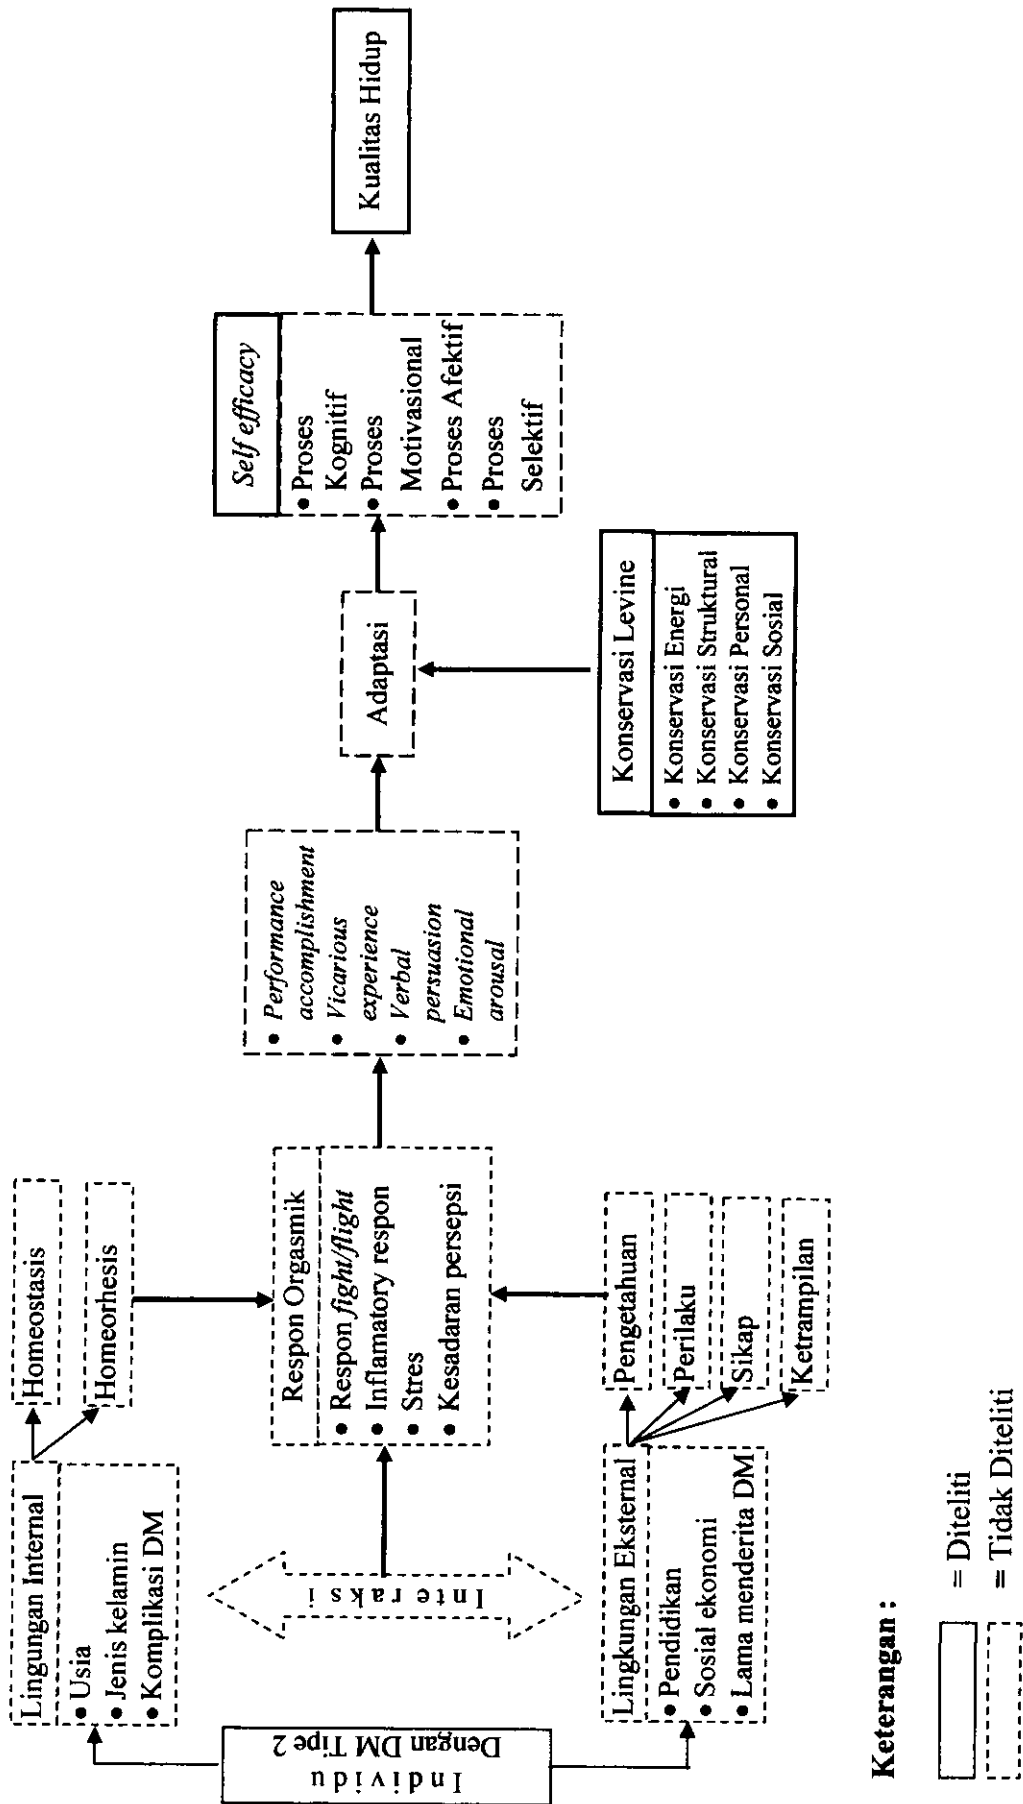 Individu
Dengan DM Tipe 2
Lingungan Internal
• Usia
• Jenis kelamin
• Komplikasi DM
Homeostasis
Homeorhesis
Interaksi
Lingkungan Eksternal
• Pendidikan
• Sosial ekonomi
• Lama menderita DM
Pengetahuan
Perilaku
Sikap
Ketrampilan
Respon Orgasmik
• Respon fight/flight
• Inflamatory respon
• Stres
• Kesadaran persepsi
• Performance
accomplishment
• Vicarious
experience
• Verbal
persuasion
• Emotional
arousal
Adaptasi
Konservasi Levine
• Konservasi Energi
• Konservasi Struktural
• Konservasi Personal
• Konservasi Sosial
Self efficacy
• Proses
Kognitif
• Proses
Motivasional
• Proses Afektif
• Proses
Selektif
Kualitas Hidup
Keterangan :
= Diteliti
= Tidak Diteliti